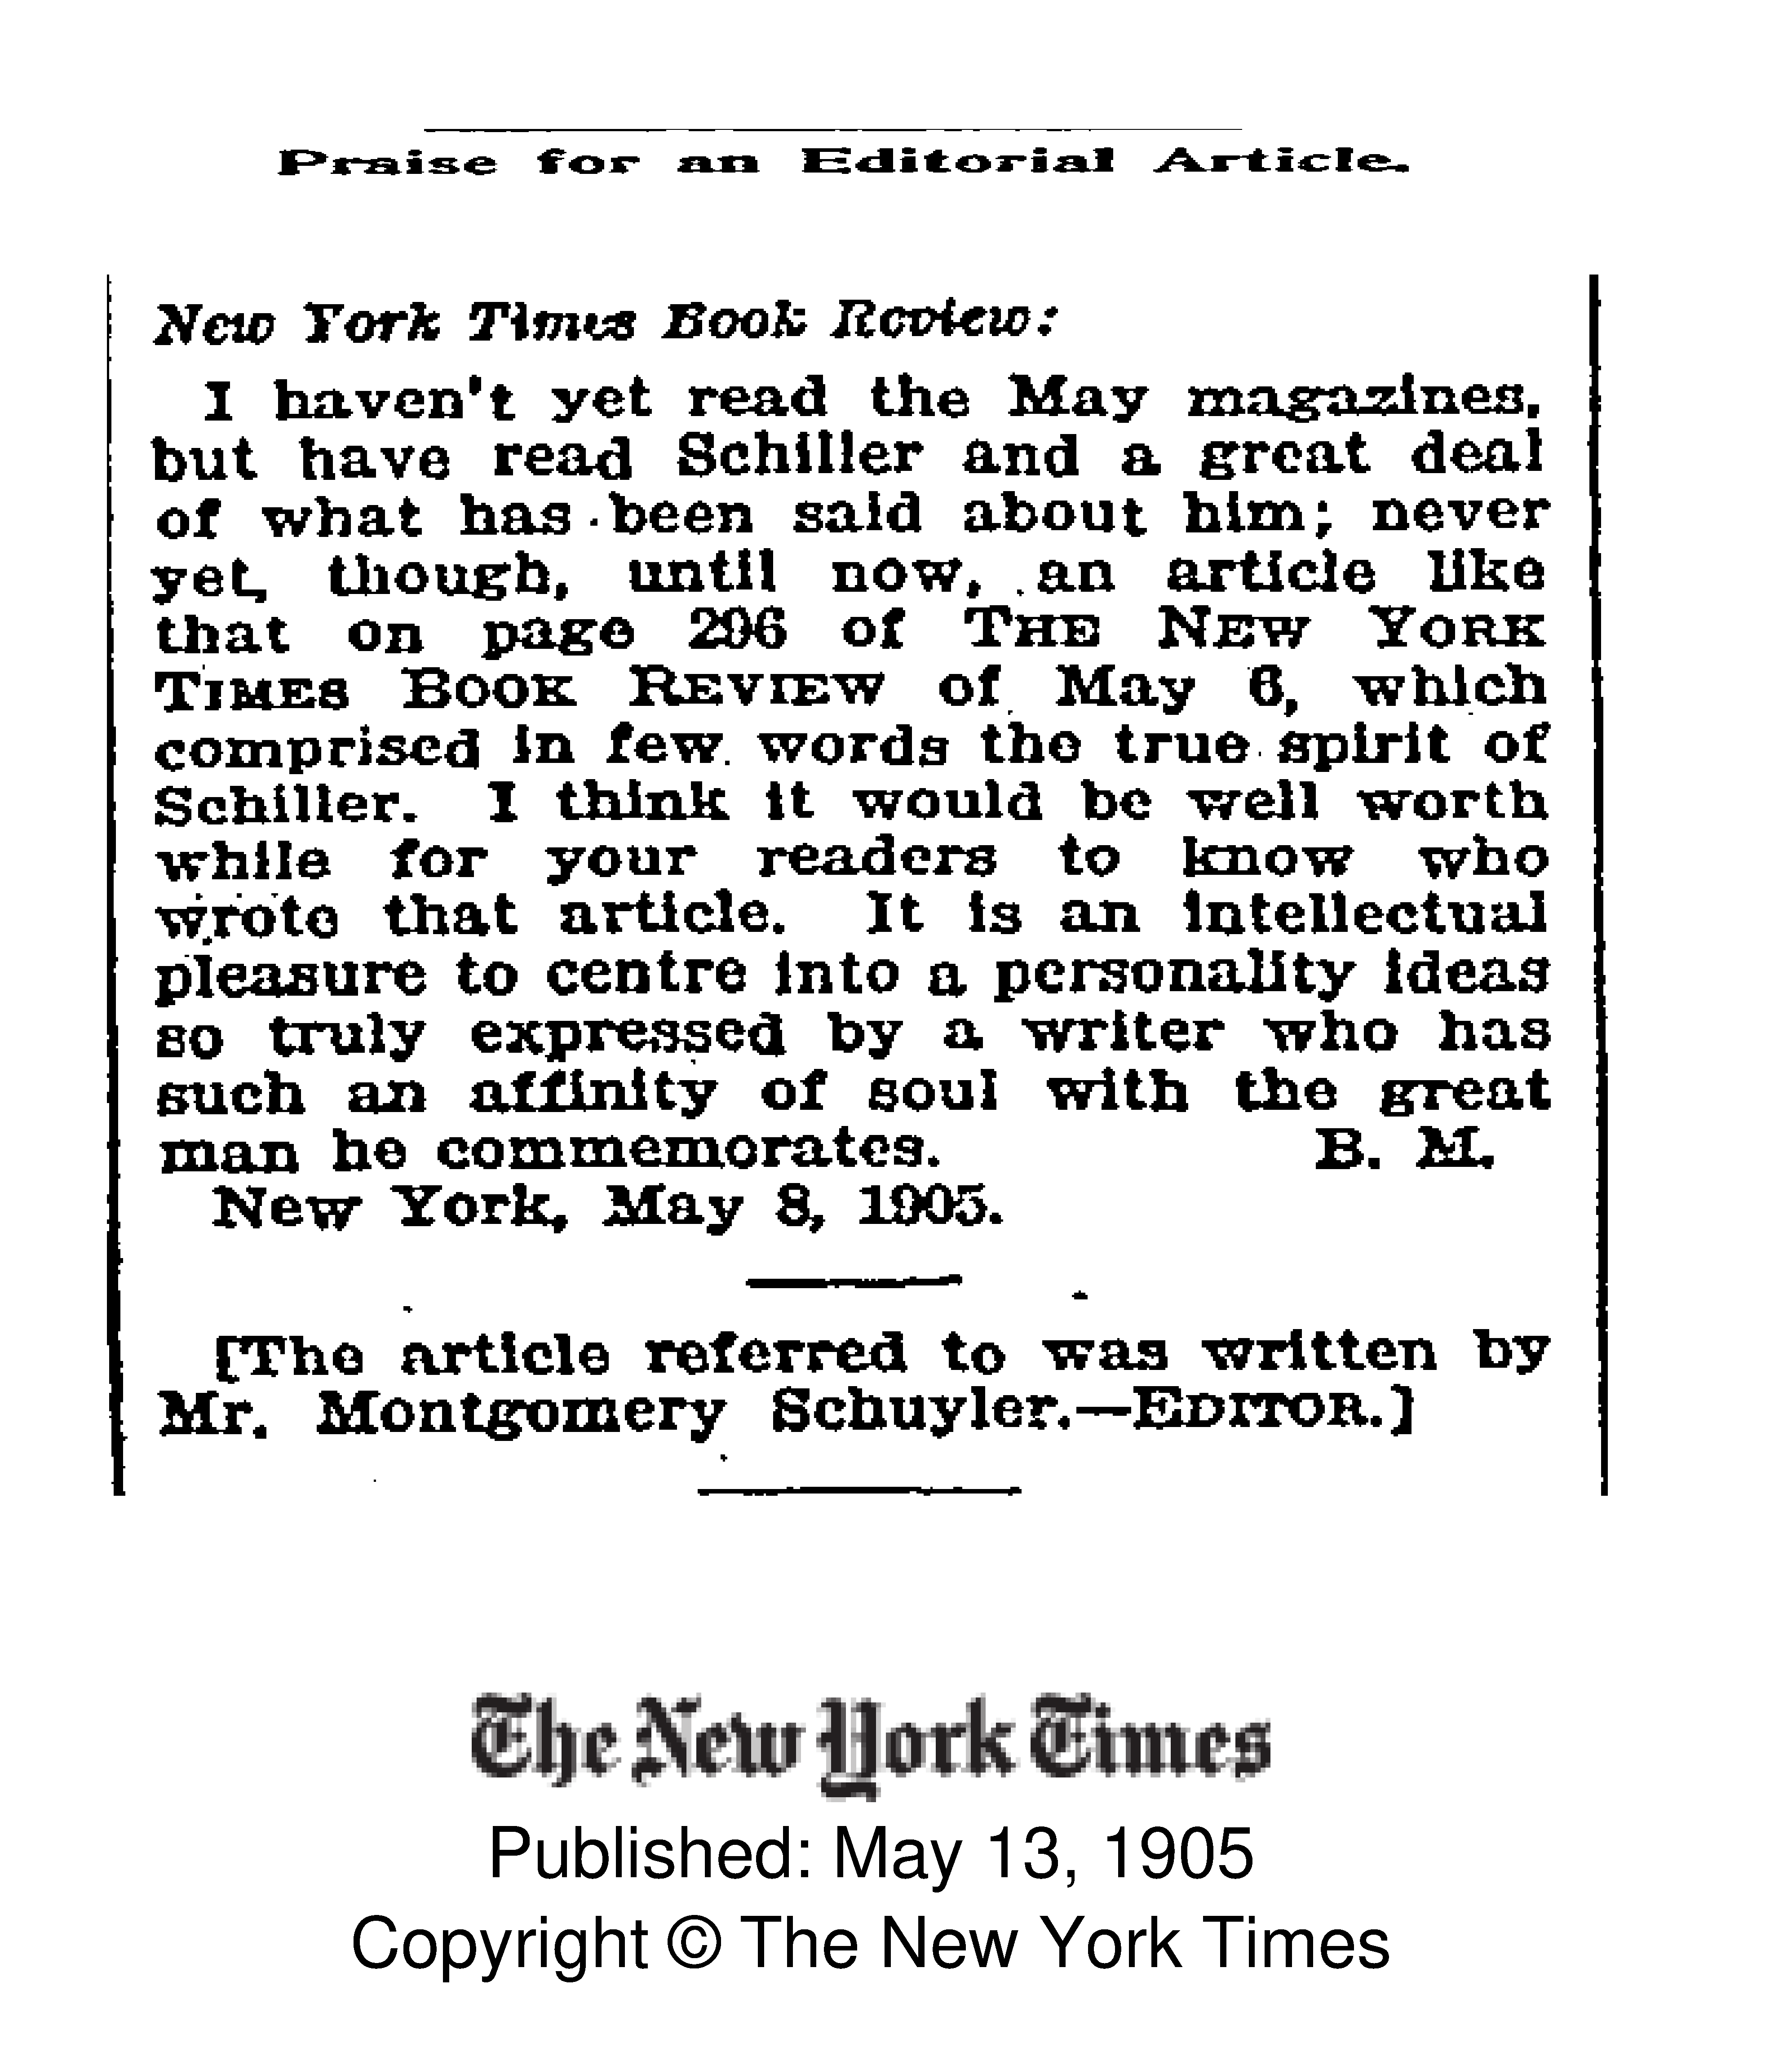 Praise for an Editorial Article.
New York Times Book Review:
I haven't yet read the May magazines,
but have read Schiller and a great deal
of what has been said about him; never
yet, though, until now, an article like
that on page 296 of THE NEW YORK
TIMES BOOK REVIEW of May 6, which
comprised in few words the true spirit of
Schiller. I think it would be well worth
while for your readers to know who
wrote that article. It is an intellectual
pleasure to centre into a personality ideas
so truly expressed by a writer who has
such an affinity of soul with the great
man he commemorates. B. M.
New York, May 8, 1905.
[The article referred to was written by
Mr. Montgomery Schuyler.—EDITOR.]
The New York Times
Published: May 13, 1905
Copyright © The New York Times